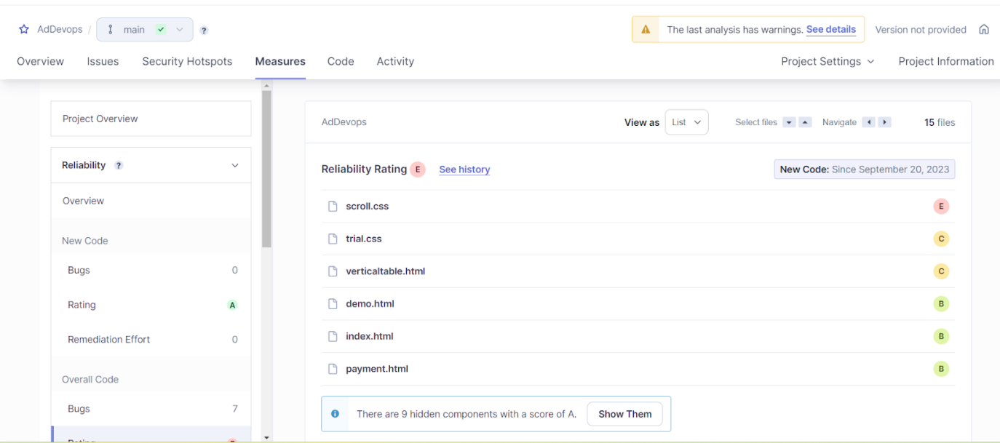 AdDevops / main ?
The last analysis has warnings. See details
Version not provided
Overview Issues Security Hotspots Measures Code Activity
Project Settings Project Information
Project Overview
Reliability ?
Overview
New Code
Bugs 0
Rating A
Remediation Effort 0
Overall Code
Bugs 7
Rating E
AdDevops
View as List Select files Navigate 15 files
Reliability Rating E See history
New Code: Since September 20, 2023
scroll.css E
trial.css C
verticaltable.html C
demo.html B
index.html B
payment.html B
There are 9 hidden components with a score of A. Show Them